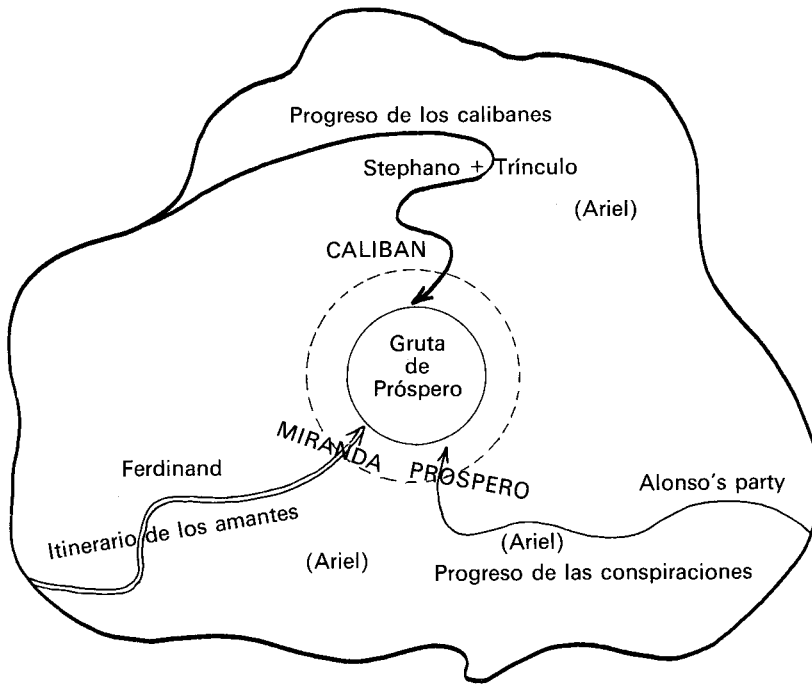 Progreso de los calibanes
Stephano + Trínculo
(Ariel)
CALIBAN
Gruta
de
Próspero
MIRANDA
PRÓSPERO
Ferdinand
Alonso's party
Itinerario de los amantes
(Ariel)
(Ariel)
Progreso de las conspiraciones